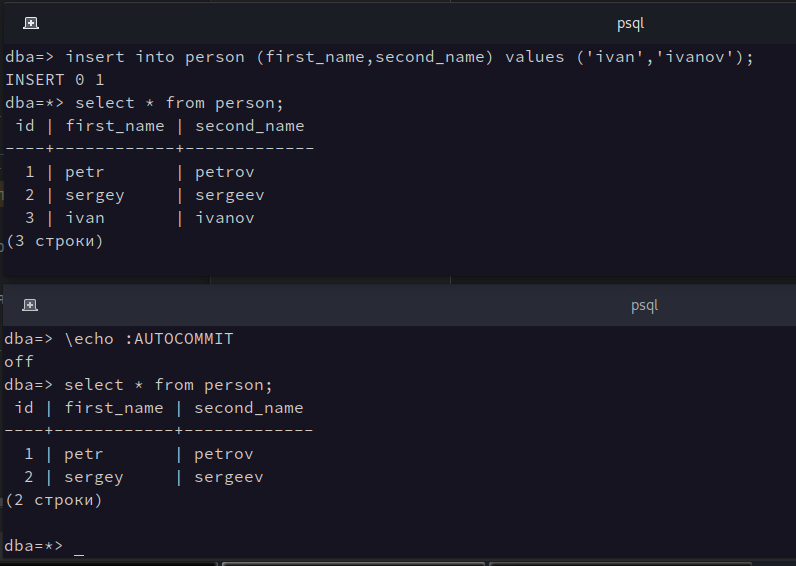 psql
dba=> insert into person (first_name,second_name) values ('ivan','ivanov');
INSERT 0 1
dba=*> select * from person;
 id | first_name | second_name
----+------------+-------------
  1 | petr       | petrov
  2 | sergey     | sergeev
  3 | ivan       | ivanov
(3 строки)
psql
dba=> \echo :AUTOCOMMIT
off
dba=> select * from person;
 id | first_name | second_name
----+------------+-------------
  1 | petr       | petrov
  2 | sergey     | sergeev
(2 строки)
dba=*> _